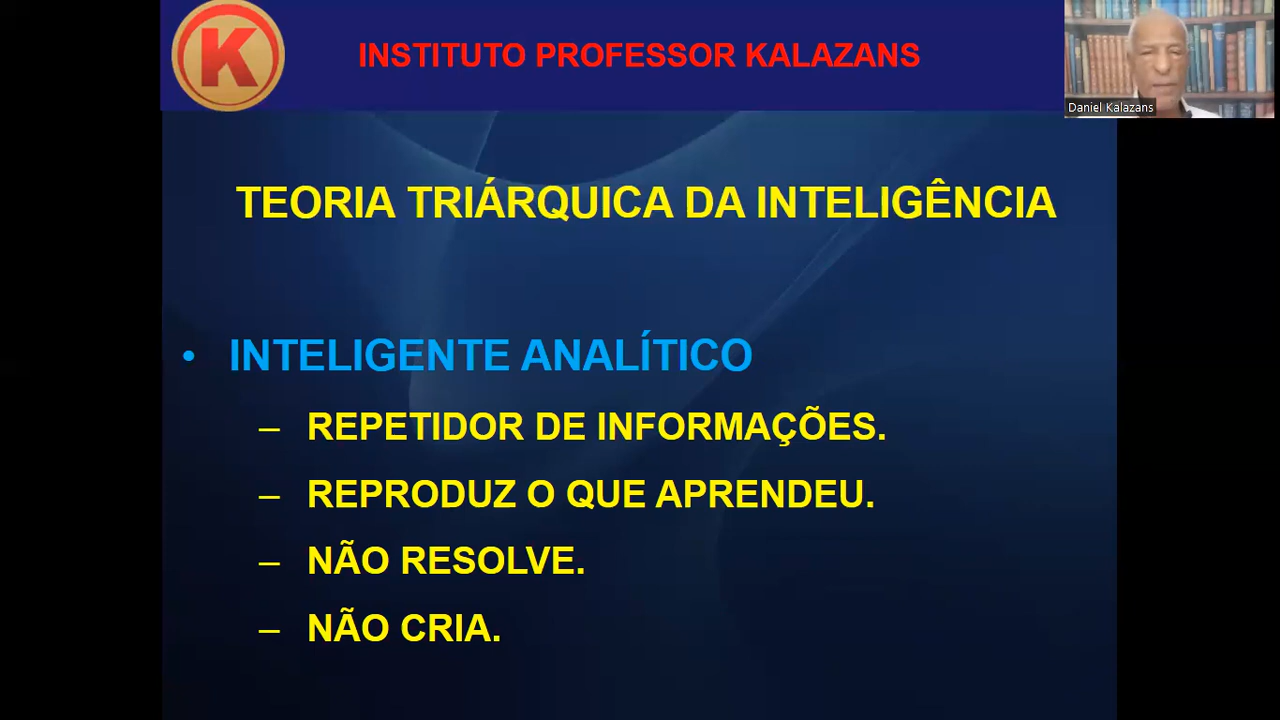 K
INSTITUTO PROFESSOR KALAZANS
Daniel Kalazans
TEORIA TRIÁRQUICA DA INTELIGÊNCIA
• INTELIGENTE ANALÍTICO
– REPETIDOR DE INFORMAÇÕES.
– REPRODUZ O QUE APRENDEU.
– NÃO RESOLVE.
– NÃO CRIA.